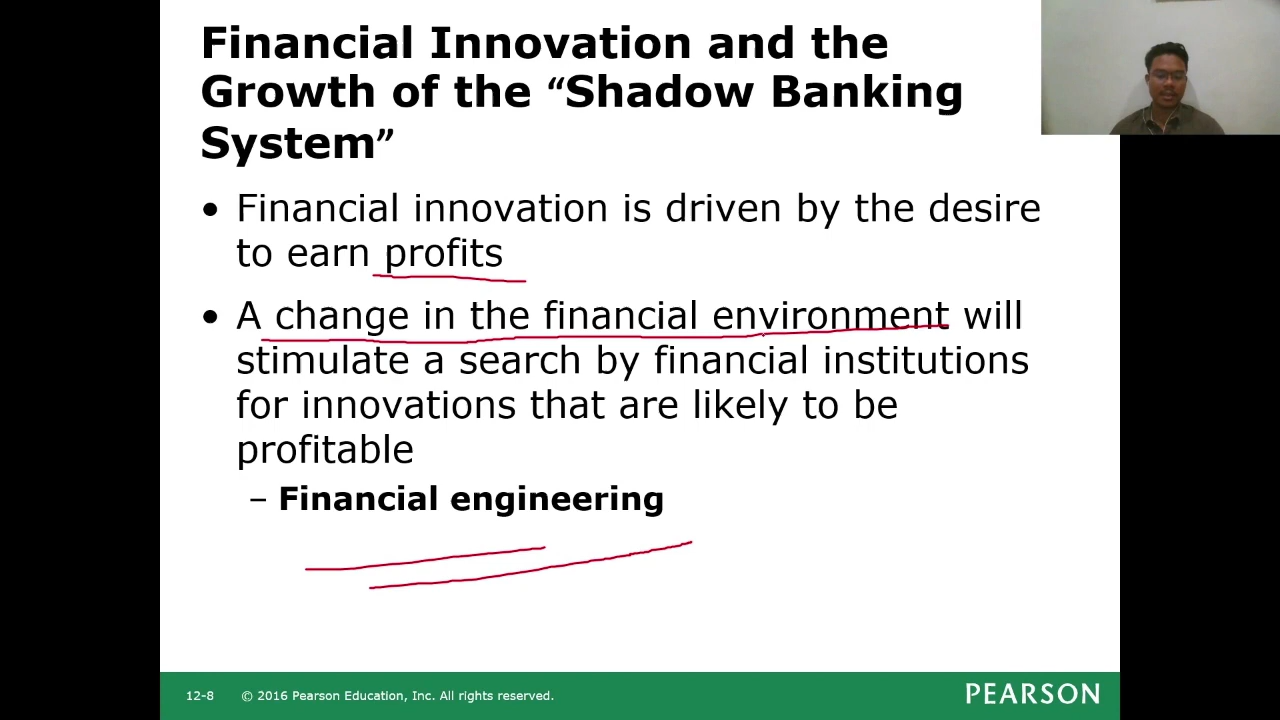 Financial Innovation and the
Growth of the “Shadow Banking
System”
• Financial innovation is driven by the desire
to earn profits
• A change in the financial environment will
stimulate a search by financial institutions
for innovations that are likely to be
profitable
– Financial engineering
12-8 © 2016 Pearson Education, Inc. All rights reserved.
PEARSON